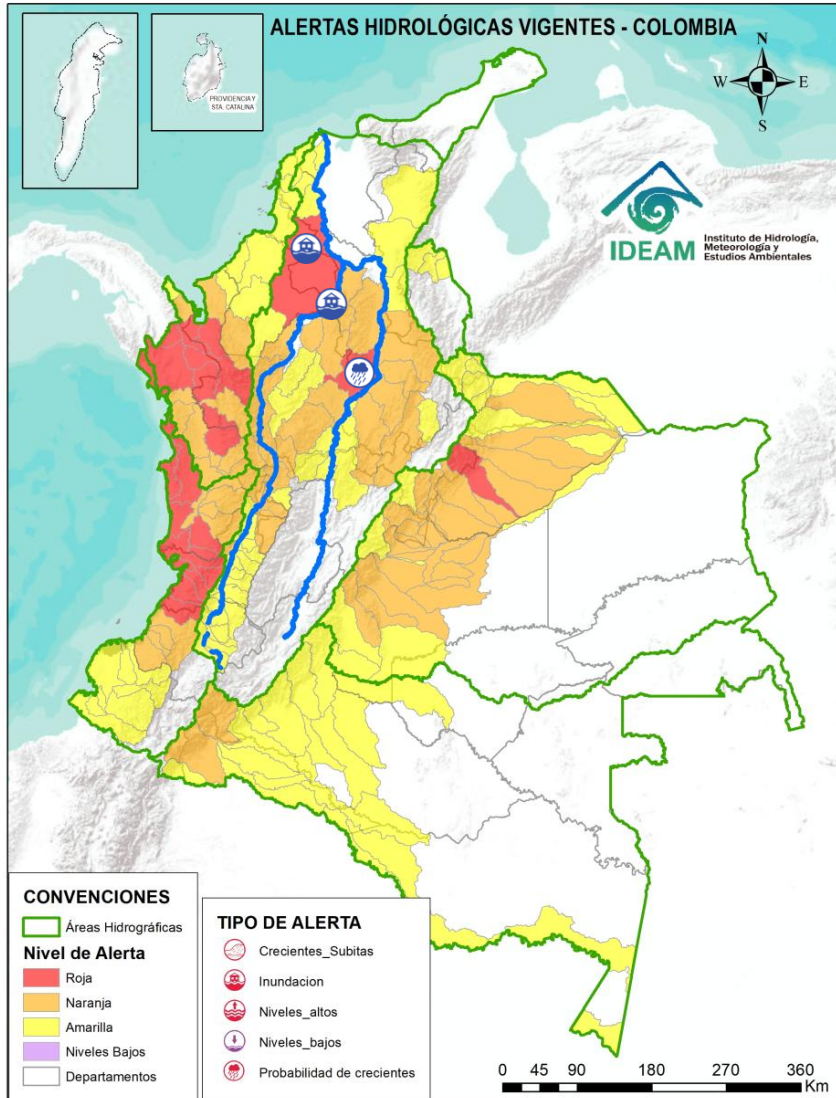 ALERTAS HIDROLÓGICAS VIGENTES - COLOMBIA
PROVIDENCIA Y
STA. CATALINA
N
W
E
S
IDEAM
Instituto de Hidrología,
Meteorología y
Estudios Ambientales
CONVENCIONES
Áreas Hidrográficas
Nivel de Alerta
Roja
Naranja
Amarilla
Niveles Bajos
Departamentos
TIPO DE ALERTA
Crecientes_Subitas
Inundacion
Niveles_altos
Niveles_bajos
Probabilidad de crecientes
0 45 90 180 270 360
Km